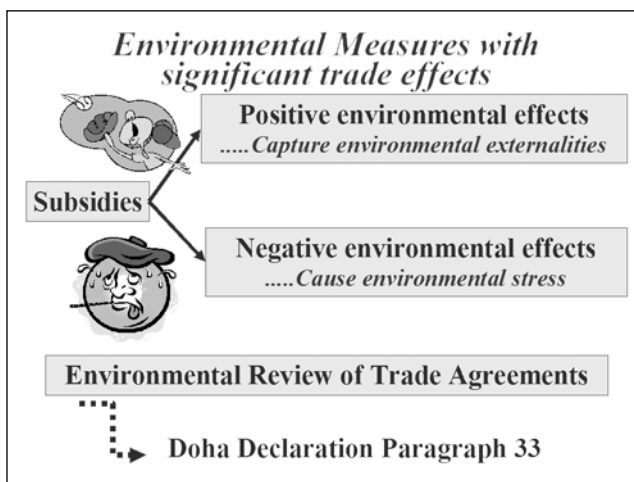 Environmental Measures with
significant trade effects
Positive environmental effects
.....Capture environmental externalities
Subsidies
Negative environmental effects
.....Cause environmental stress
Environmental Review of Trade Agreements
Doha Declaration Paragraph 33